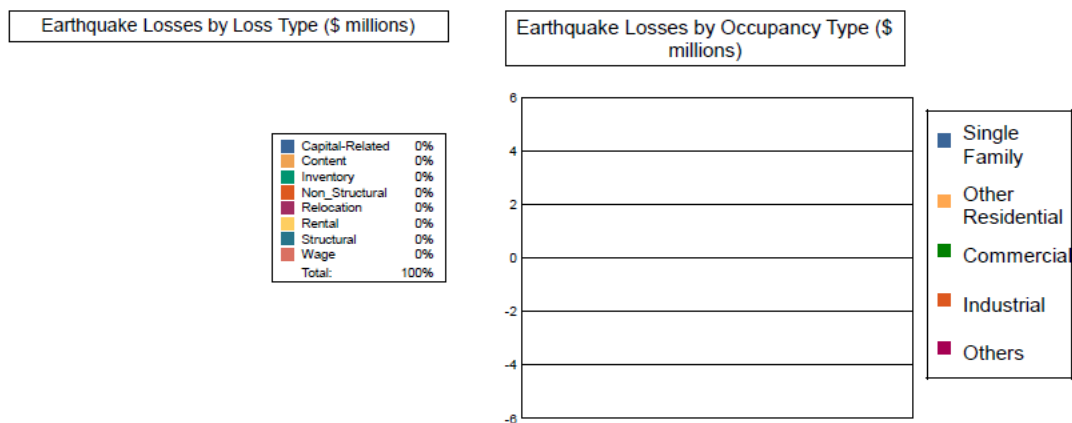 Earthquake Losses by Loss Type ($ millions)
Capital-Related 0%
Content 0%
Inventory 0%
Non_Structural 0%
Relocation 0%
Rental 0%
Structural 0%
Wage 0%
Total: 100%
Earthquake Losses by Occupancy Type ($
millions)
6
4
2
0
-2
-4
-6
Single
Family
Other
Residential
Commercial
Industrial
Others